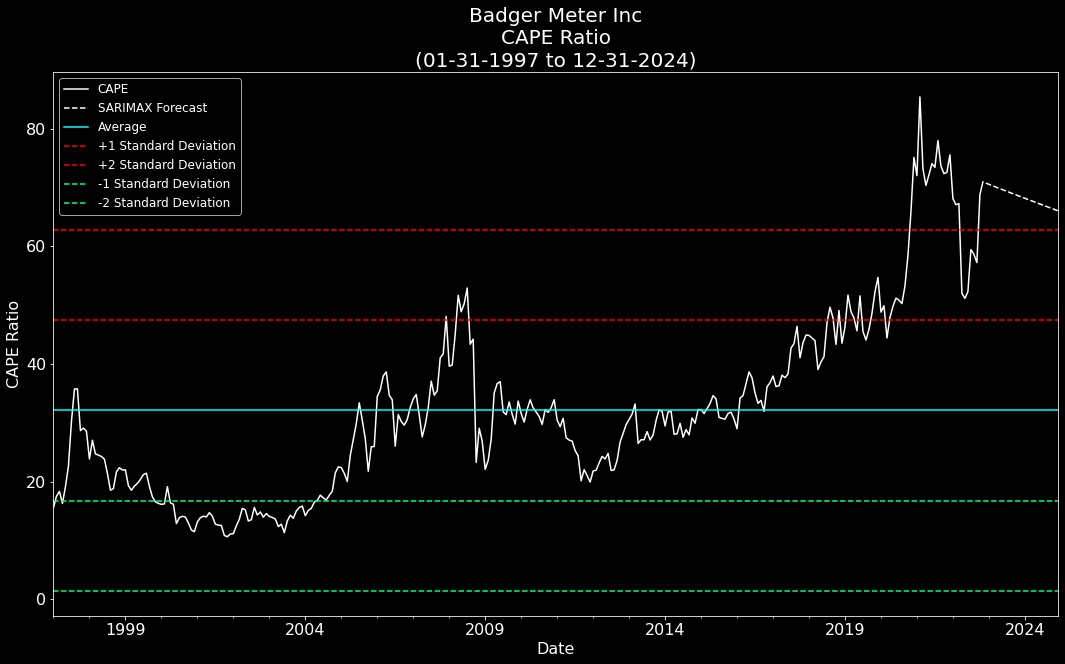 Badger Meter Inc
CAPE Ratio
(01-31-1997 to 12-31-2024)
CAPE
SARIMAX Forecast
Average
+1 Standard Deviation
+2 Standard Deviation
-1 Standard Deviation
-2 Standard Deviation
CAPE Ratio
80
60
40
20
0
1999 2004 2009 2014 2019 2024
Date